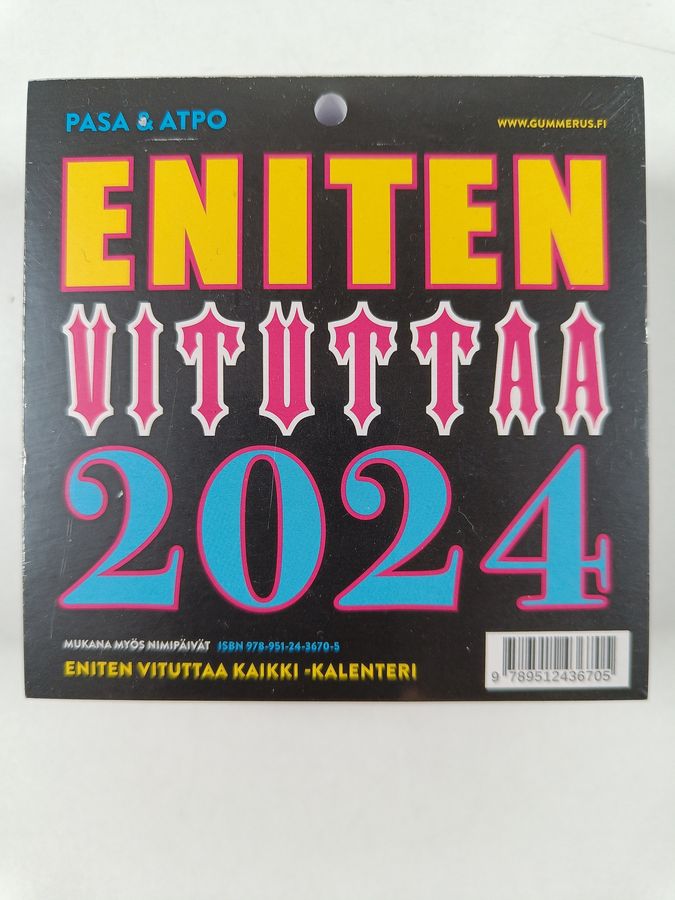 PASA & ATPO
WWW.GUMMERUS.FI
ENITEN
VITUTTAA
2024
MUKANA MYÖS NIMIPÄIVÄT ISBN 978-951-24-3670-5
ENITEN VITUTTAA KAIKKI -KALENTERI
9 789512 436705